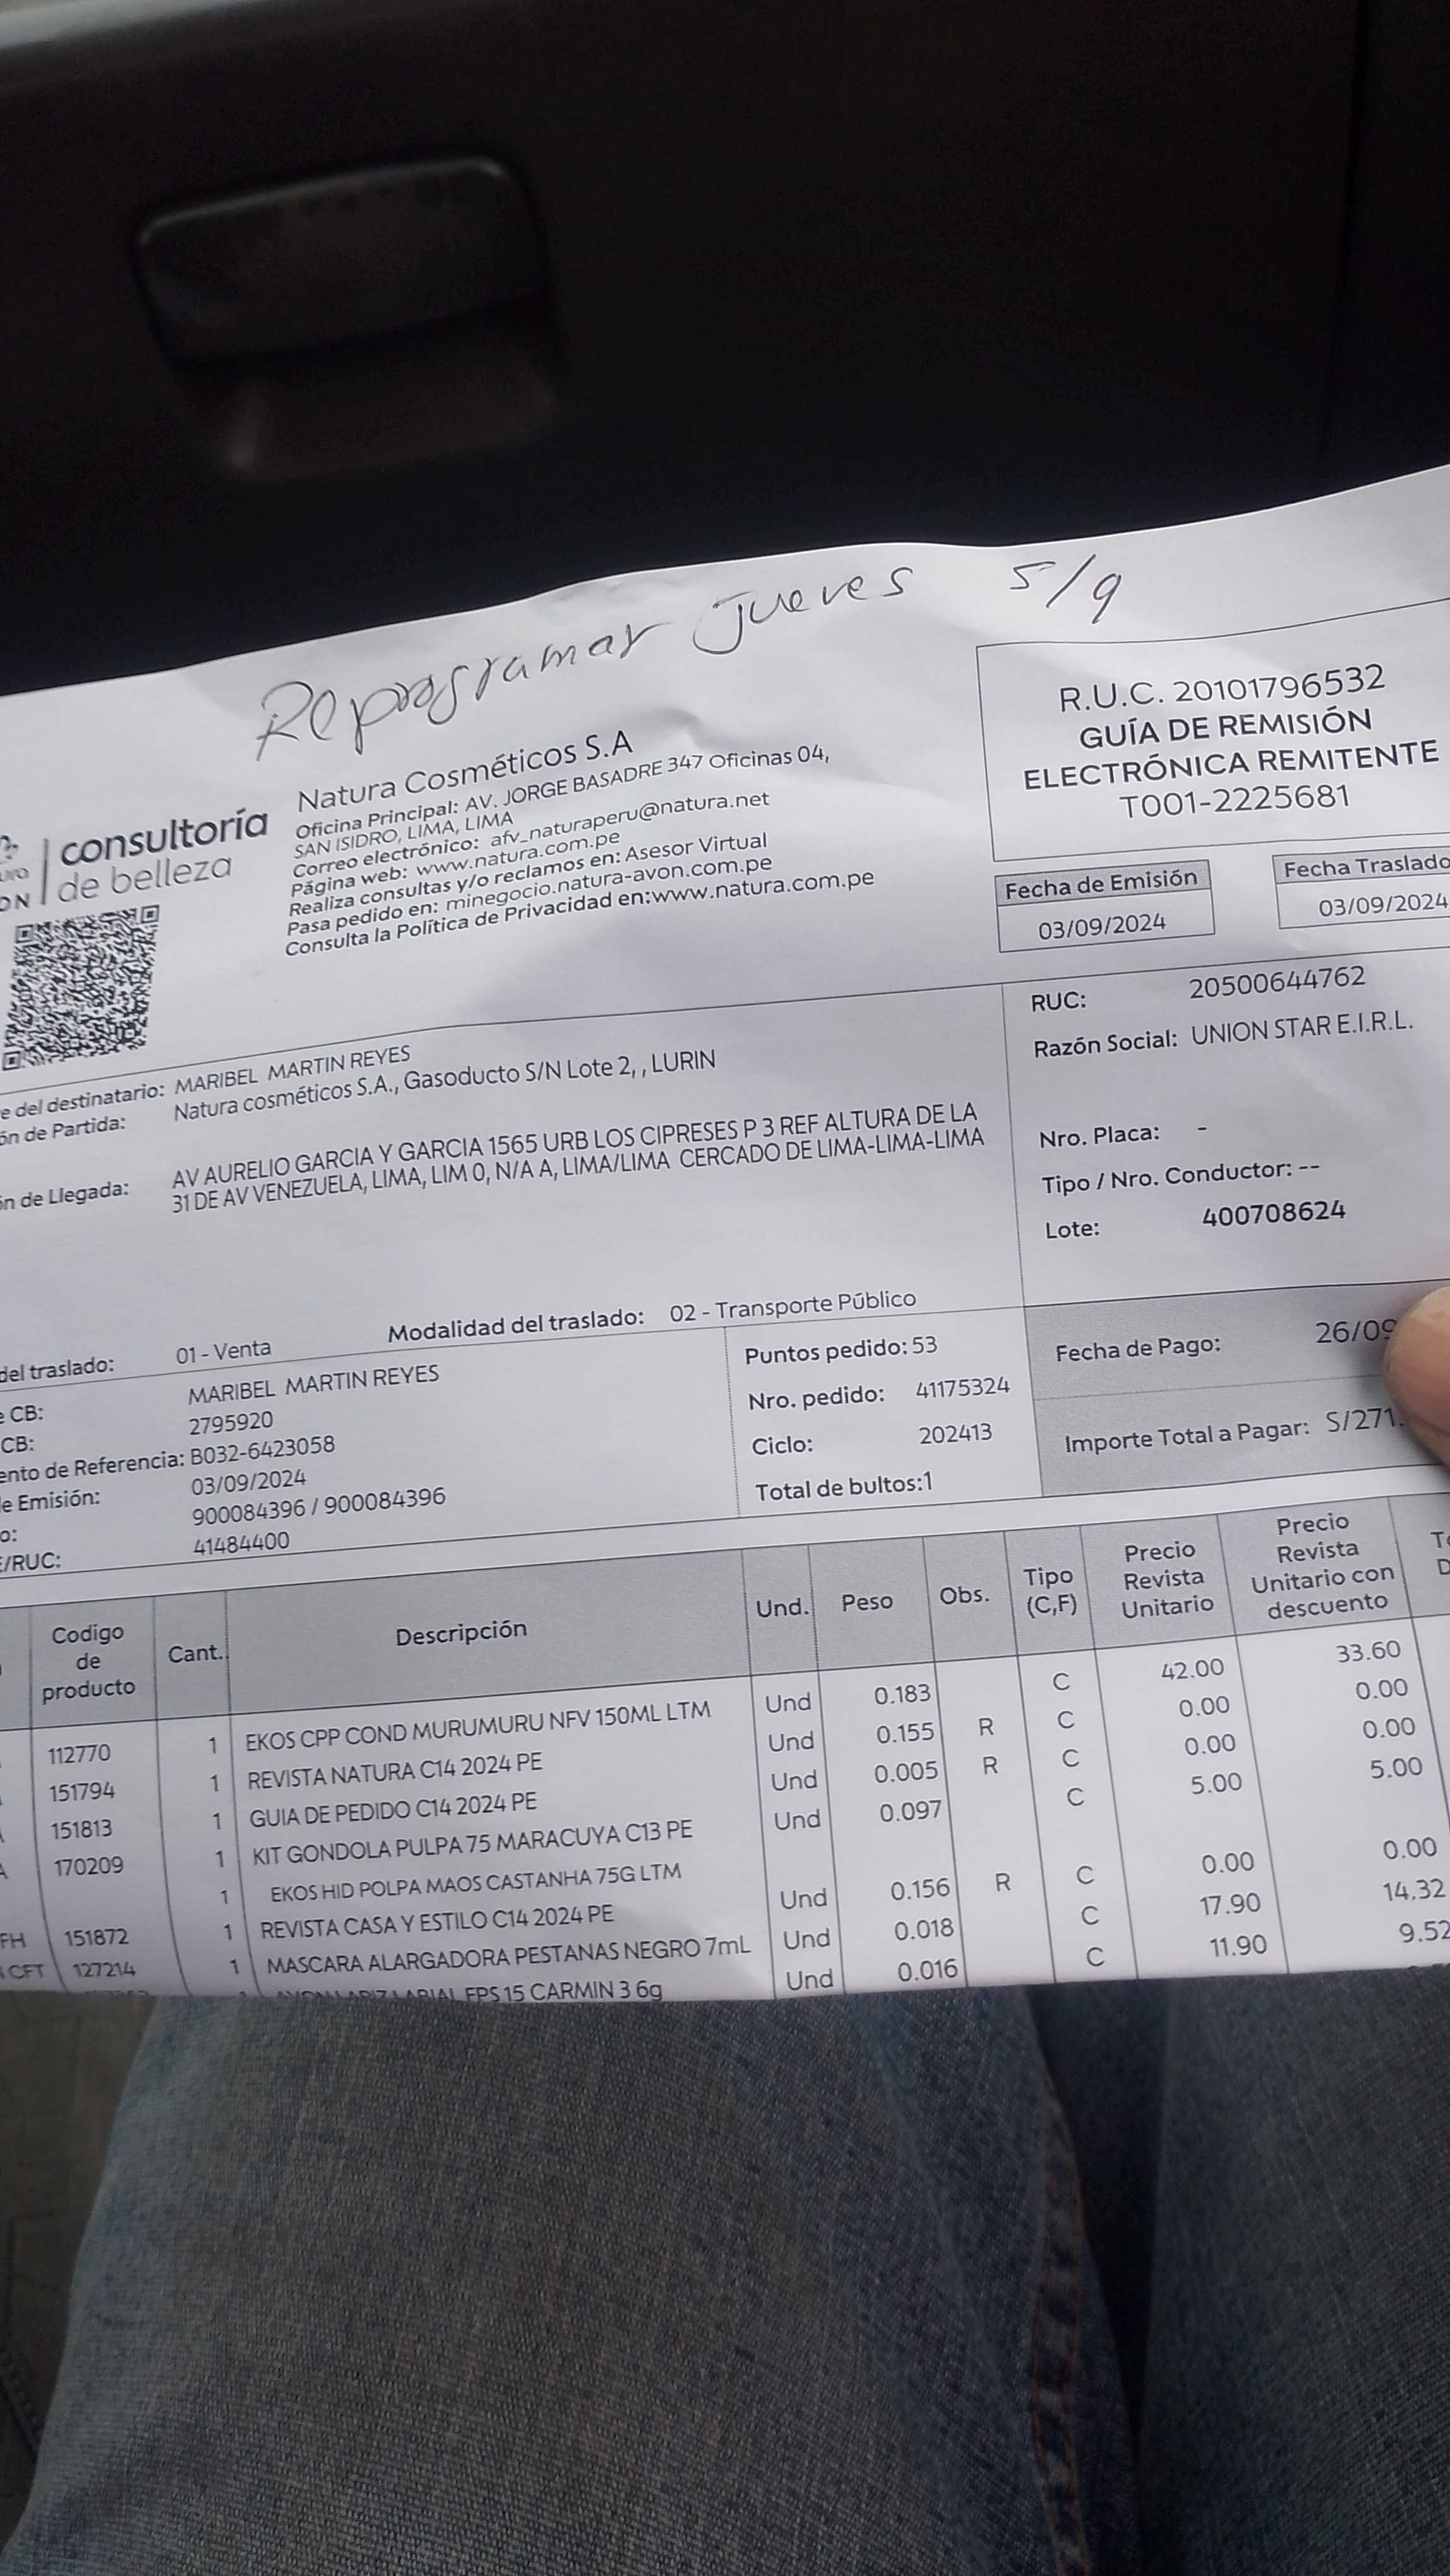 Reprogramar Jueves 5/9
R.U.C. 20101796532
GUÍA DE REMISIÓN
ELECTRÓNICA REMITENTE
T001-2225681
consultoría
de belleza
Natura Cosméticos S.A
Oficina Principal: AV. JORGE BASADRE 347 Oficinas 04,
SAN ISIDRO, LIMA, LIMA
Correo electrónico: afv_naturaperu@natura.net
Página web: www.natura.com.pe
Realiza consultas y/o reclamos en: Asesor Virtual
Pasa pedido en: minegocio.natura-avon.com.pe
Consulta la Política de Privacidad en:www.natura.com.pe
Fecha de Emisión
03/09/2024
Fecha Traslado
03/09/2024
e del destinatario: MARIBEL MARTIN REYES
ón de Partida: Natura cosméticos S.A., Gasoducto S/N Lote 2, , LURIN
ón de Llegada: AV AURELIO GARCIA Y GARCIA 1565 URB LOS CIPRESES P 3 REF ALTURA DE LA
31 DE AV VENEZUELA, LIMA, LIM 0, N/A A, LIMA/LIMA CERCADO DE LIMA-LIMA-LIMA
RUC: 20500644762
Razón Social: UNION STAR E.I.R.L.
Nro. Placa: -
Tipo / Nro. Conductor: --
Lote: 400708624
del traslado: 01 - Venta Modalidad del traslado: 02 - Transporte Público
e CB: MARIBEL MARTIN REYES
CB: 2795920
ento de Referencia: B032-6423058
e Emisión: 03/09/2024
o: 900084396 / 900084396
E/RUC: 41484400
Puntos pedido: 53
Nro. pedido: 41175324
Ciclo: 202413
Total de bultos:1
Fecha de Pago: 26/09
Importe Total a Pagar: S/271.
Codigo de producto Cant. Descripción Und. Peso Obs. Tipo (C,F) Precio Revista Unitario Precio Revista Unitario con descuento
112770 1 EKOS CPP COND MURUMURU NFV 150ML LTM Und 0.183 C 42.00 33.60
151794 1 REVISTA NATURA C14 2024 PE Und 0.155 R C 0.00 0.00
151813 1 GUIA DE PEDIDO C14 2024 PE Und 0.005 R C 0.00 0.00
170209 1 KIT GONDOLA PULPA 75 MARACUYA C13 PE Und 0.097 C 5.00 5.00
1 EKOS HID POLPA MAOS CASTANHA 75G LTM
FH 151872 1 REVISTA CASA Y ESTILO C14 2024 PE Und 0.156 R C 0.00 0.00
CFT 127214 1 MASCARA ALARGADORA PESTANAS NEGRO 7mL Und 0.018 C 17.90 14.32
FPS 15 CARMIN 3 6g Und 0.016 C 11.90 9.52